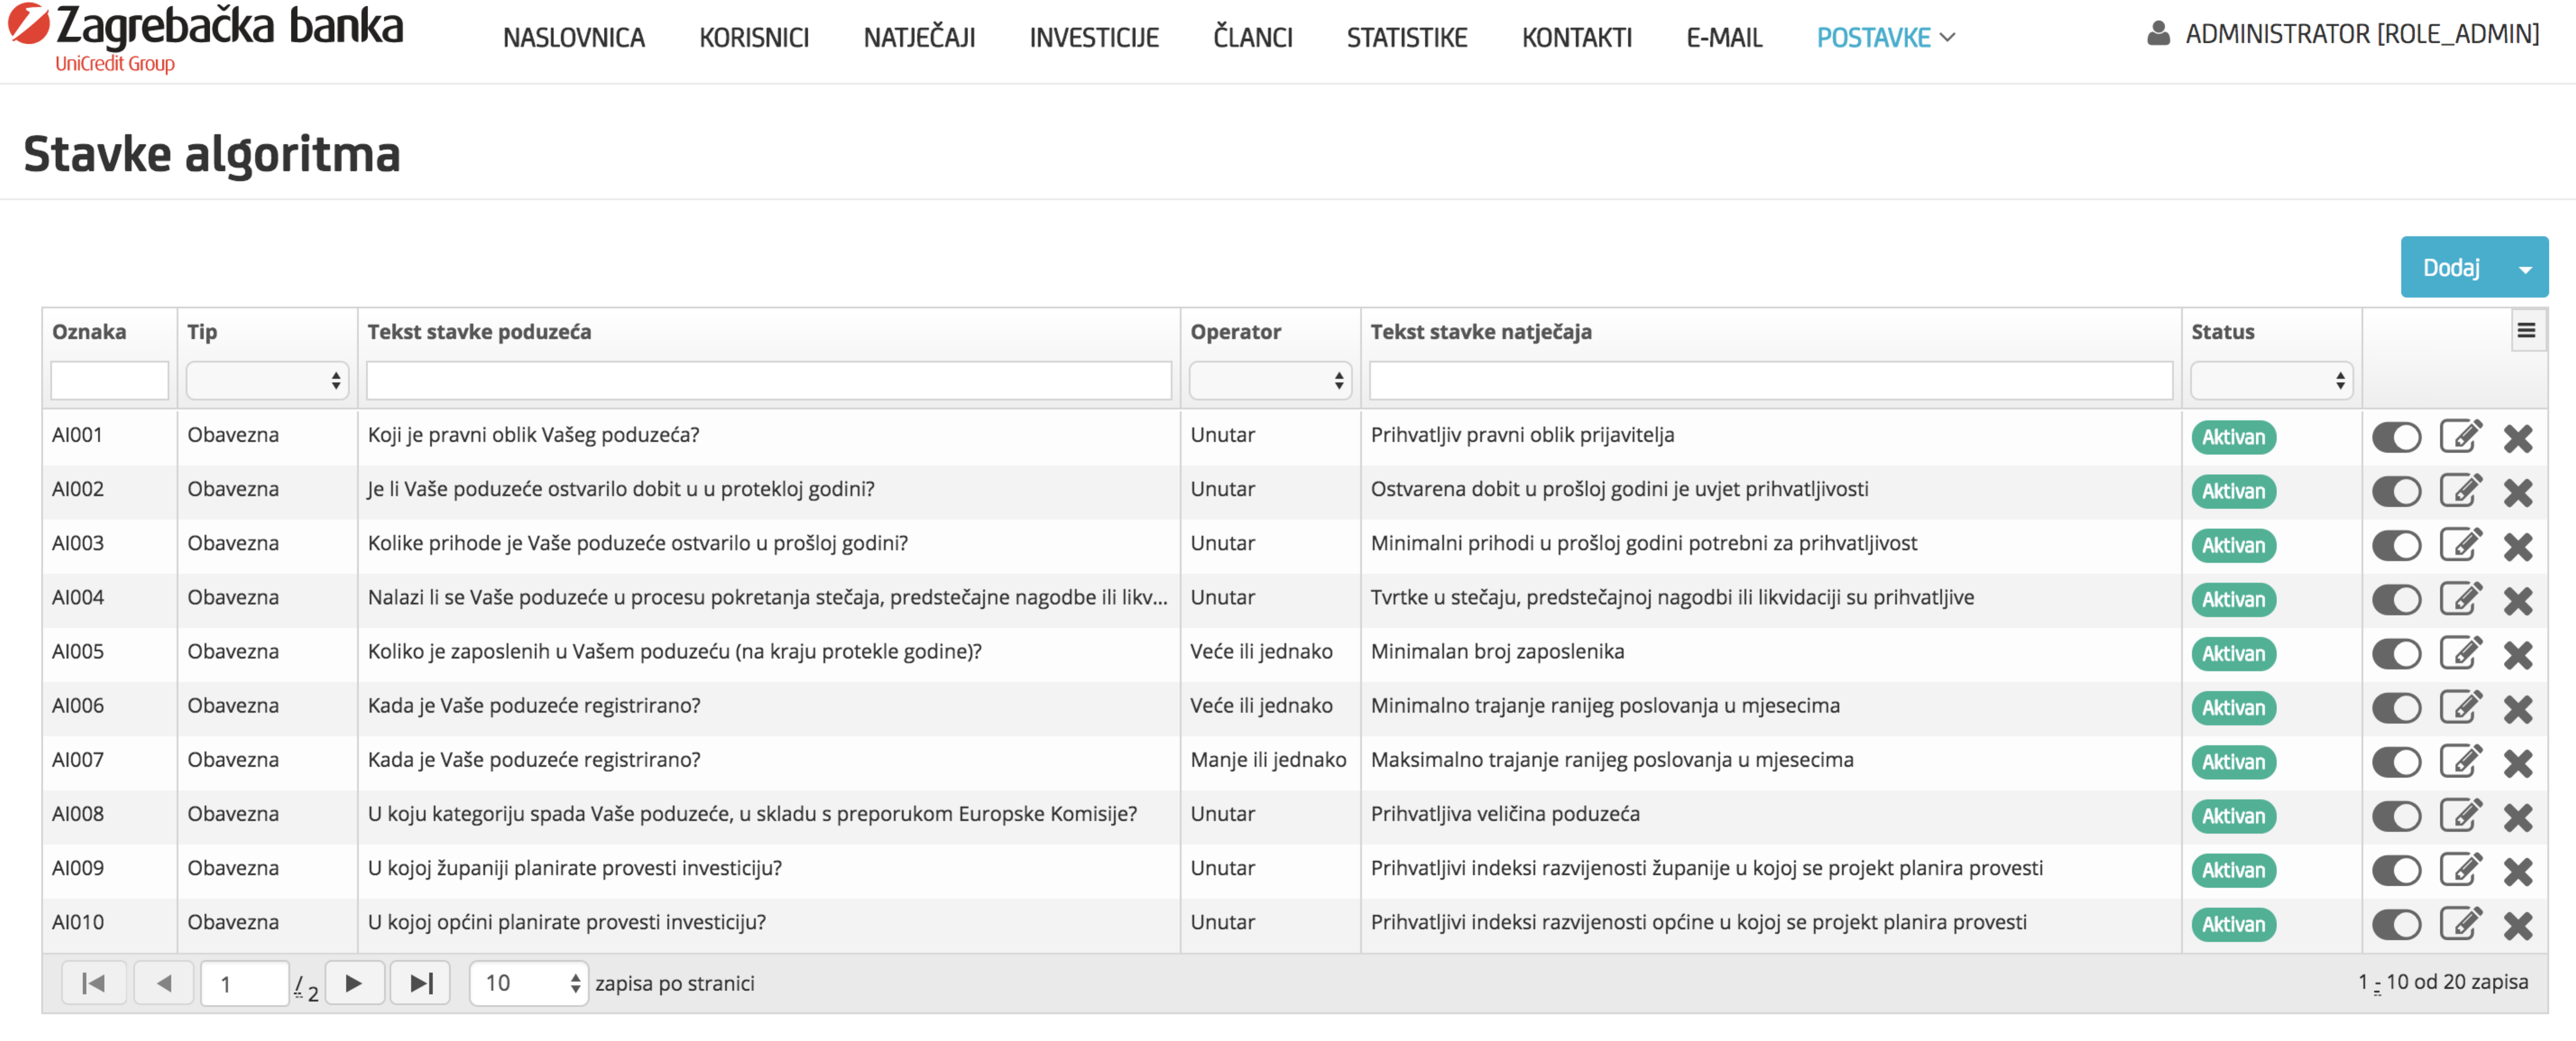 Zagrebačka banka
UniCredit Group
NASLOVNICA KORISNICI NATJEČAJI INVESTICIJE ČLANCI STATISTIKE KONTAKTI E-MAIL POSTAVKE ADMINISTRATOR [ROLE_ADMIN]
Stavke algoritma
Dodaj
Oznaka Tip Tekst stavke poduzeća Operator Tekst stavke natječaja Status
AI001 Obavezna Koji je pravni oblik Vašeg poduzeća? Unutar Prihvatljiv pravni oblik prijavitelja Aktivan
AI002 Obavezna Je li Vaše poduzeće ostvarilo dobit u u protekloj godini? Unutar Ostvarena dobit u prošloj godini je uvjet prihvatljivosti Aktivan
AI003 Obavezna Kolike prihode je Vaše poduzeće ostvarilo u prošloj godini? Unutar Minimalni prihodi u prošloj godini potrebni za prihvatljivost Aktivan
AI004 Obavezna Nalazi li se Vaše poduzeće u procesu pokretanja stečaja, predstečajne nagodbe ili likv... Unutar Tvrtke u stečaju, predstečajnoj nagodbi ili likvidaciji su prihvatljive Aktivan
AI005 Obavezna Koliko je zaposlenih u Vašem poduzeću (na kraju protekle godine)? Veće ili jednako Minimalan broj zaposlenika Aktivan
AI006 Obavezna Kada je Vaše poduzeće registrirano? Veće ili jednako Minimalno trajanje ranijeg poslovanja u mjesecima Aktivan
AI007 Obavezna Kada je Vaše poduzeće registrirano? Manje ili jednako Maksimalno trajanje ranijeg poslovanja u mjesecima Aktivan
AI008 Obavezna U koju kategoriju spada Vaše poduzeće, u skladu s preporukom Europske Komisije? Unutar Prihvatljiva veličina poduzeća Aktivan
AI009 Obavezna U kojoj županiji planirate provesti investiciju? Unutar Prihvatljivi indeksi razvijenosti županije u kojoj se projekt planira provesti Aktivan
AI010 Obavezna U kojoj općini planirate provesti investiciju? Unutar Prihvatljivi indeksi razvijenosti općine u kojoj se projekt planira provesti Aktivan
1 / 2 10 zapisa po stranici 1 - 10 od 20 zapisa